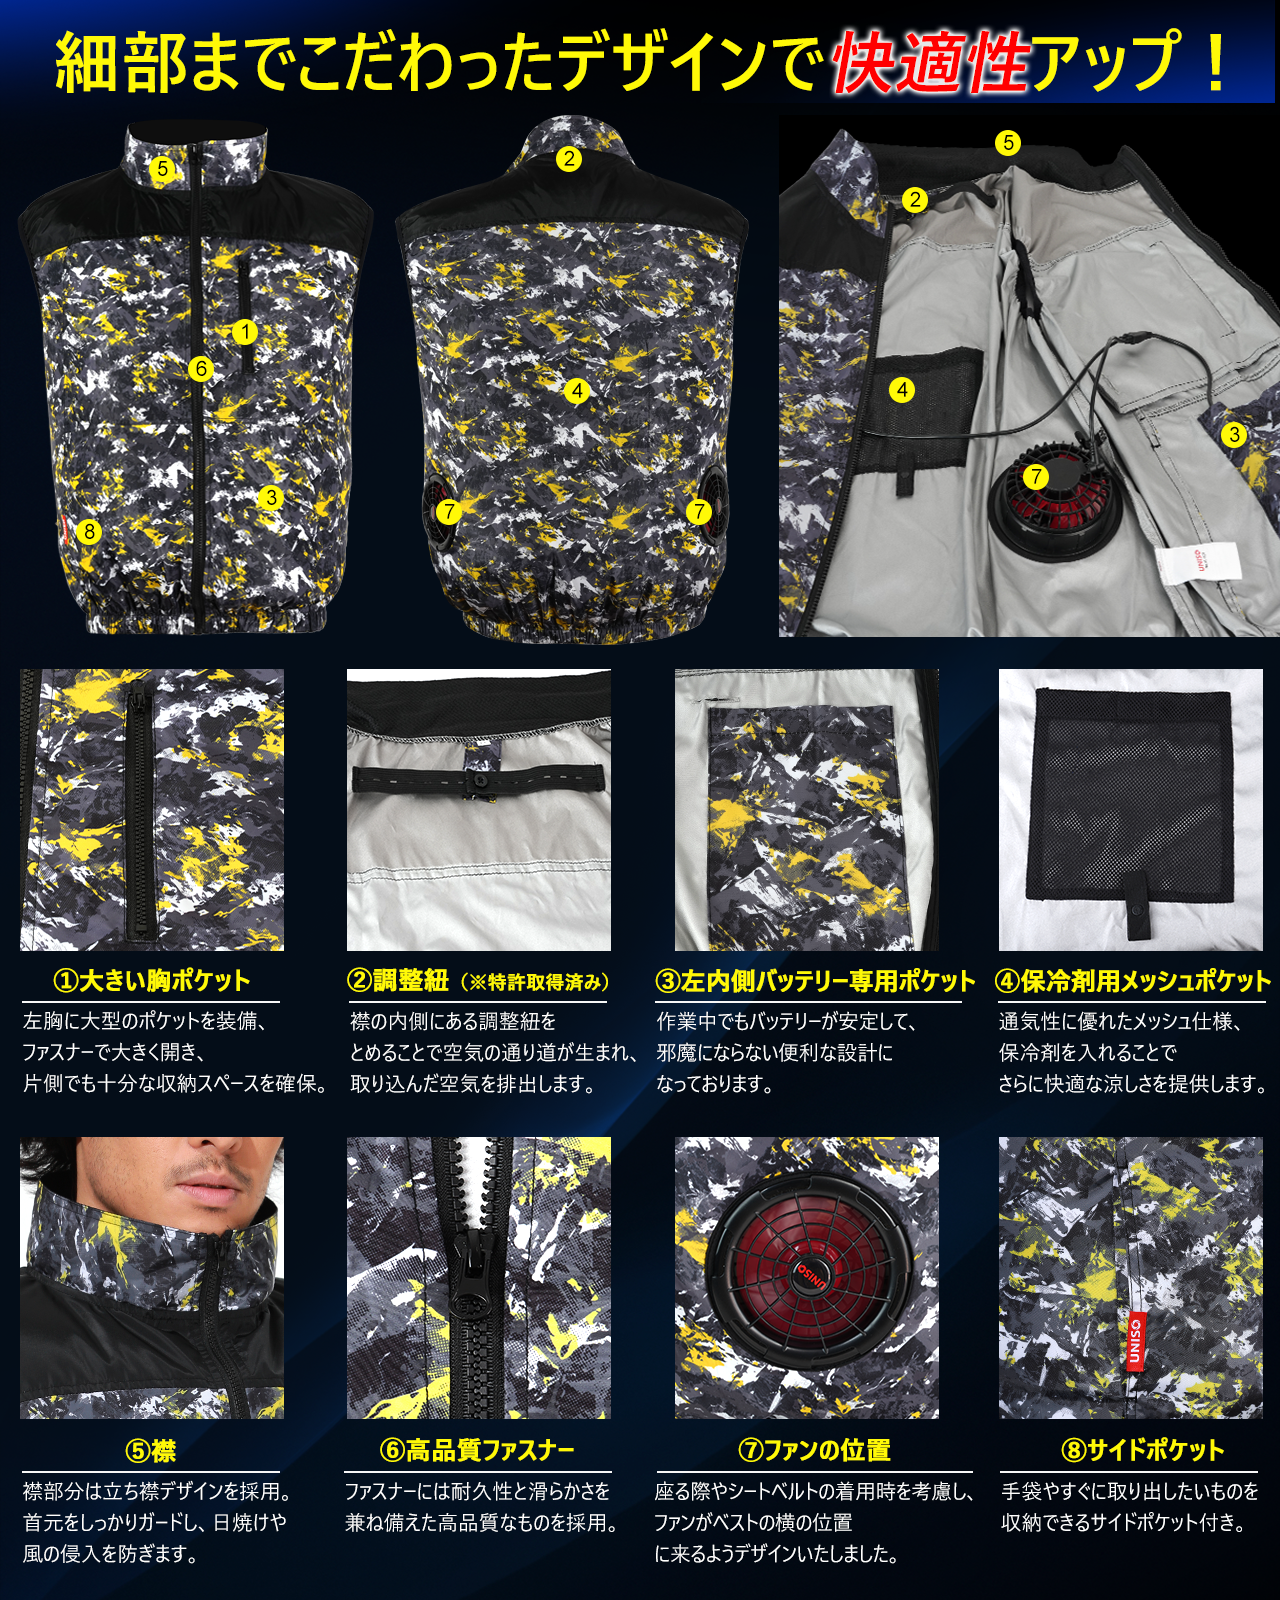 細部までこだわったデザインで快適性アップ！
5
1
6
3
8
2
4
7
7
5
2
4
3
7
UNISO
①大きい胸ポケット
左胸に大型のポケットを装備、
ファスナーで大きく開き、
片側でも十分な収納スペースを確保。
②調整紐（※特許取得済み）
襟の内側にある調整紐を
とめることで空気の通り道が生まれ、
取り込んだ空気を排出します。
③左内側バッテリー専用ポケット
作業中でもバッテリーが安定して、
邪魔にならない便利な設計に
なっております。
④保冷剤用メッシュポケット
通気性に優れたメッシュ仕様、
保冷剤を入れることで
さらに快適な涼しさを提供します。
UNISO
UNISO
⑤襟
襟部分は立ち襟デザインを採用。
首元をしっかりガードし、日焼けや
風の侵入を防ぎます。
⑥高品質ファスナー
ファスナーには耐久性と滑らかさを
兼ね備えた高品質なものを採用。
⑦ファンの位置
座る際やシートベルトの着用時を考慮し、
ファンがベストの横の位置
に来るようデザインいたしました。
⑧サイドポケット
手袋やすぐに取り出したいものを
収納できるサイドポケット付き。